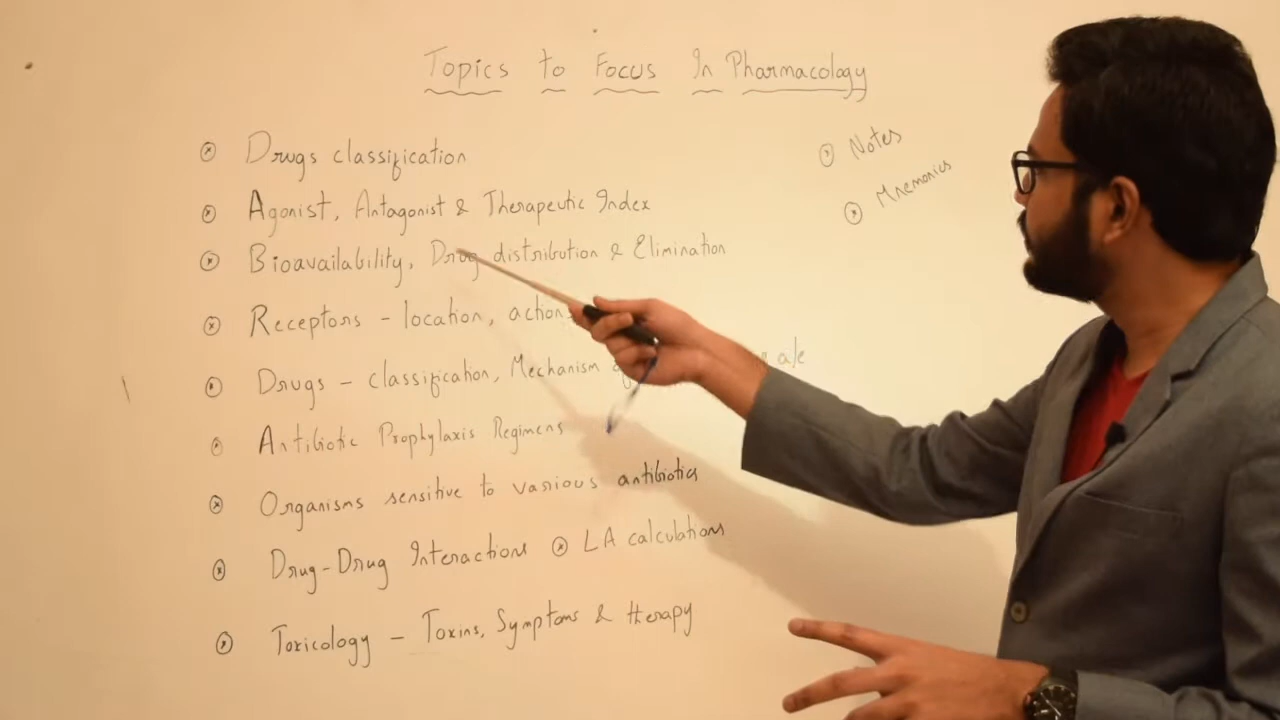 Topics to Focus In Pharmacology
Drugs classification
Agonist, Antagonist & Therapeutic Index
Bioavailability, Drug distribution & Elimination
Receptors - location, action
Drugs - classification, Mechanism
Antibiotic Prophylaxis Regimens
Organisms sensitive to various antibiotics
Drug-Drug Interactions LA calculations
Toxicology - Toxins, Symptoms & therapy
Notes
Mnemonics